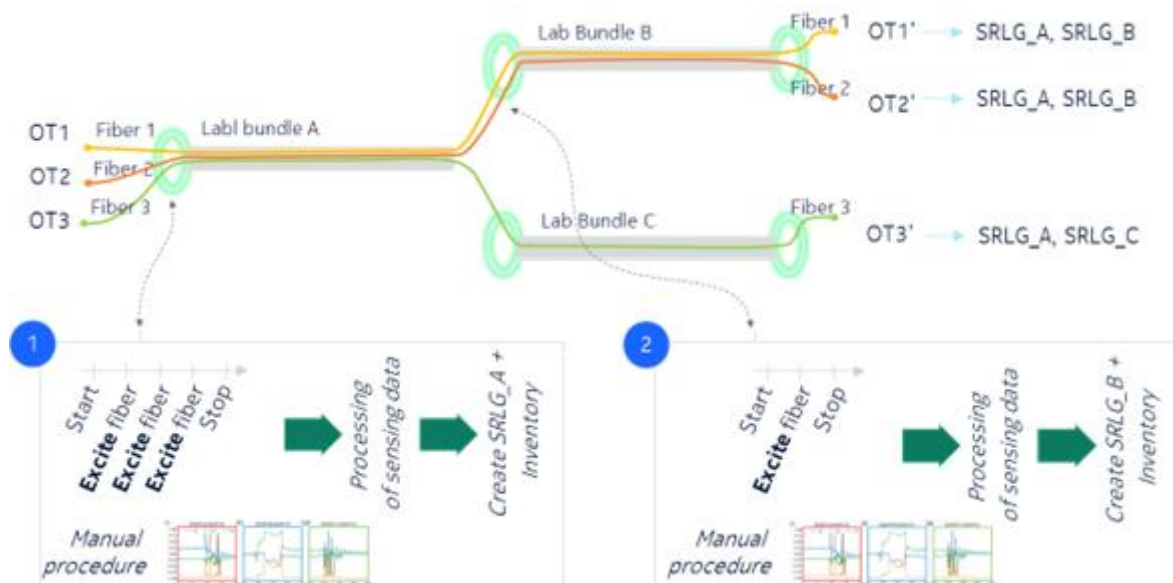 Fiber 1
OT1'
SRLG_A, SRLG_B
Lab Bundle B
Fiber 2
OT2'
SRLG_A, SRLG_B
OT1
Fiber 1
Labl bundle A
OT2
Fiber 2
OT3
Fiber 3
Lab Bundle C
Fiber 3
OT3'
SRLG_A, SRLG_C
1
Start
Excite fiber
Excite fiber
Excite fiber
Stop
Processing
of sensing data
Create SRLG_A +
Inventory
Manual
procedure
2
Start
Excite fiber
Stop
Processing
of sensing data
Create SRLG_B +
Inventory
Manual
procedure